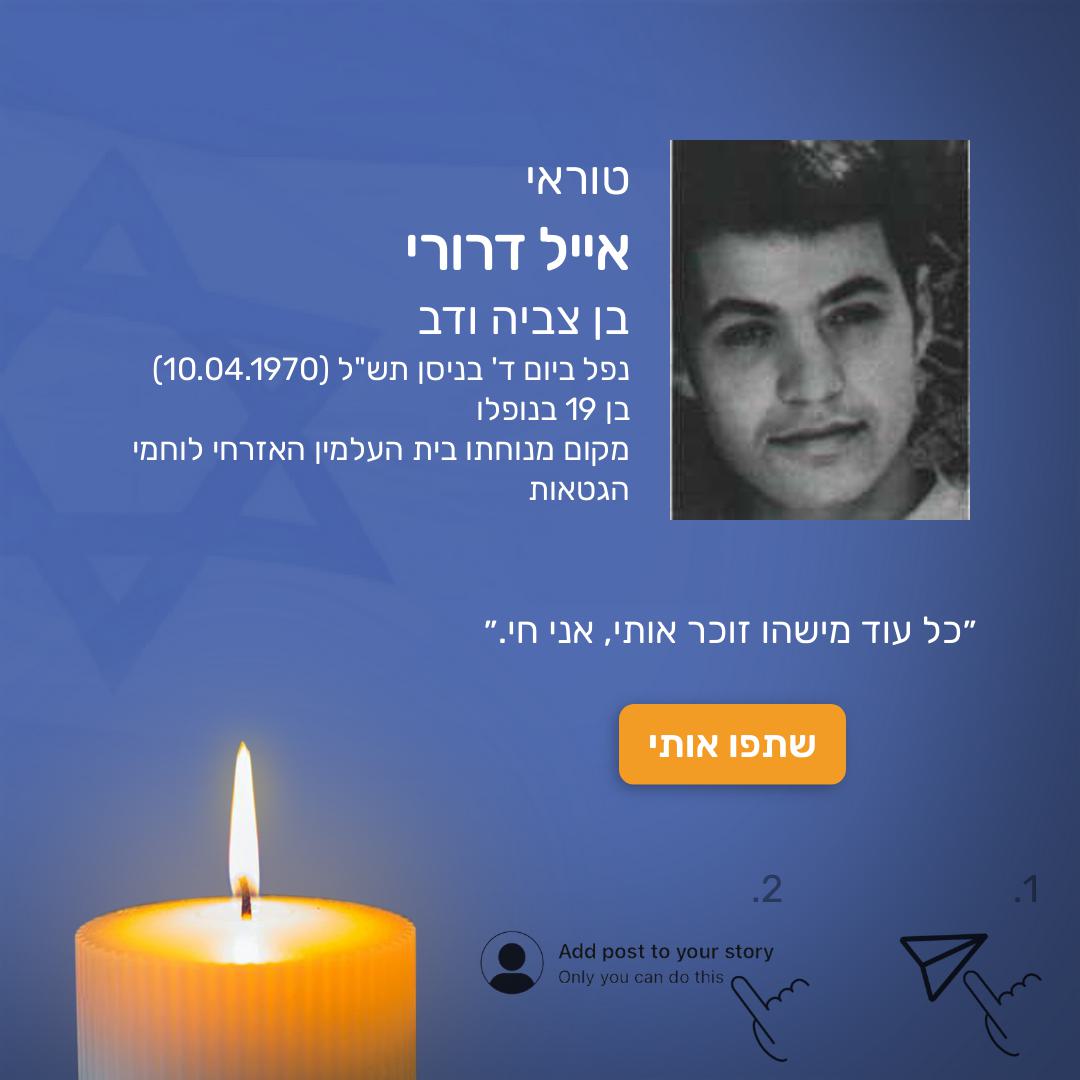 טוראי
אייל דרורי
בן צביה ודב
נפל ביום ד' בניסן תש"ל (10.04.1970)
בן 19 בנופלו
מקום מנוחתו בית העלמין האזרחי לוחמי
הגטאות
״כל עוד מישהו זוכר אותי, אני חי.״
שתפו אותי
1.
2.
Add post to your story
Only you can do this